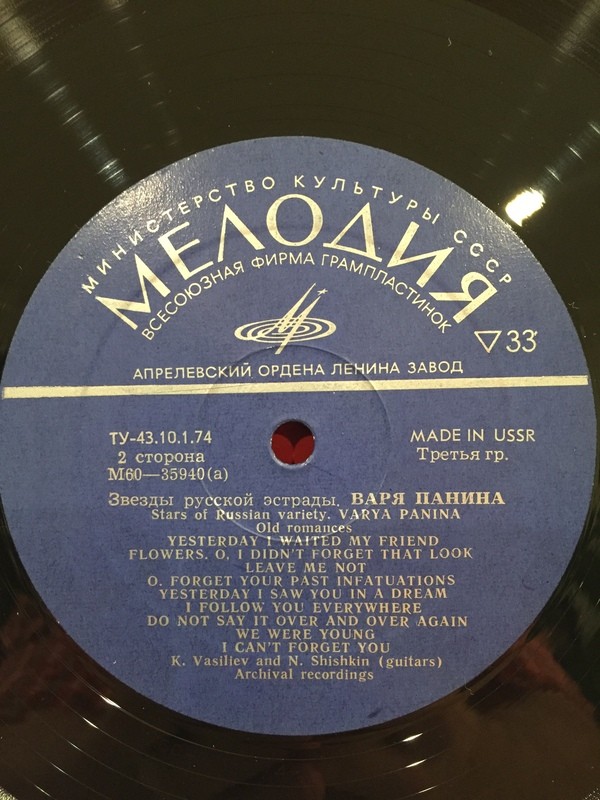 МИНИСТЕРСТВО КУЛЬТУРЫ СССР
МЕЛОДИЯ
ВСЕСОЮЗНАЯ ФИРМА ГРАМПЛАСТИНОК
33
АПРЕЛЕВСКИЙ ОРДЕНА ЛЕНИНА ЗАВОД
ТУ-43.10.1.74
MADE IN USSR
2 сторона
Третья гр.
М60—35940(а)
Звезды русской эстрады. ВАРЯ ПАНИНА
Stars of Russian variety. VARYA PANINA
Old romances
YESTERDAY I WAITED MY FRIEND
FLOWERS. O, I DIDN'T FORGET THAT LOOK
LEAVE ME NOT
O. FORGET YOUR PAST INFATUATIONS
YESTERDAY I SAW YOU IN A DREAM
I FOLLOW YOU EVERYWHERE
DO NOT SAY IT OVER AND OVER AGAIN
WE WERE YOUNG
I CAN'T FORGET YOU
K. Vasiliev and N. Shishkin (guitars)
Archival recordings